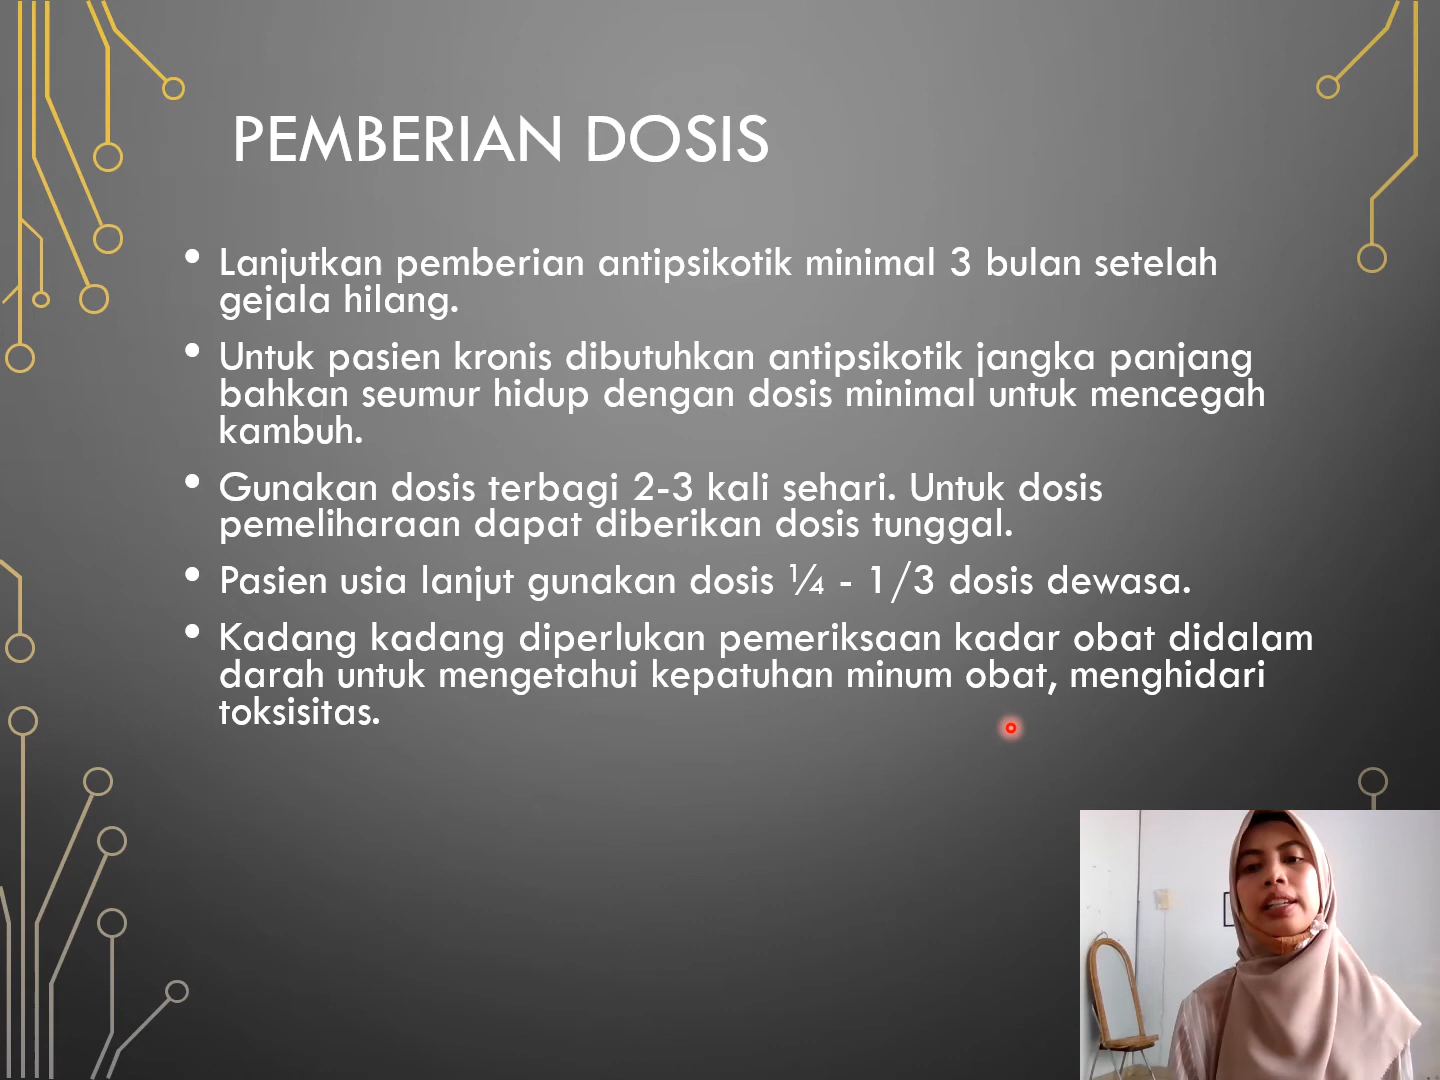 PEMBERIAN DOSIS
• Lanjutkan pemberian antipsikotik minimal 3 bulan setelah
gejala hilang.
• Untuk pasien kronis dibutuhkan antipsikotik jangka panjang
bahkan seumur hidup dengan dosis minimal untuk mencegah
kambuh.
• Gunakan dosis terbagi 2-3 kali sehari. Untuk dosis
pemeliharaan dapat diberikan dosis tunggal.
• Pasien usia lanjut gunakan dosis ¼ - 1/3 dosis dewasa.
• Kadang kadang diperlukan pemeriksaan kadar obat didalam
darah untuk mengetahui kepatuhan minum obat, menghidari
toksisitas.